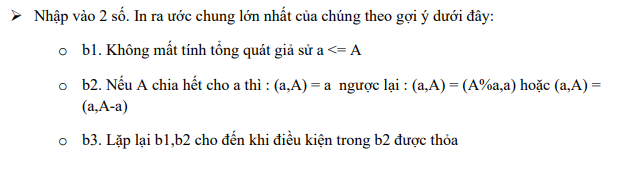 ➢ Nhập vào 2 số. In ra ước chung lớn nhất của chúng theo gợi ý dưới đây:
o b1. Không mất tính tổng quát giả sử a <= A
o b2. Nếu A chia hết cho a thì : (a,A) = a ngược lại : (a,A) = (A%a,a) hoặc (a,A) =
(a,A-a)
o b3. Lặp lại b1,b2 cho đến khi điều kiện trong b2 được thỏa